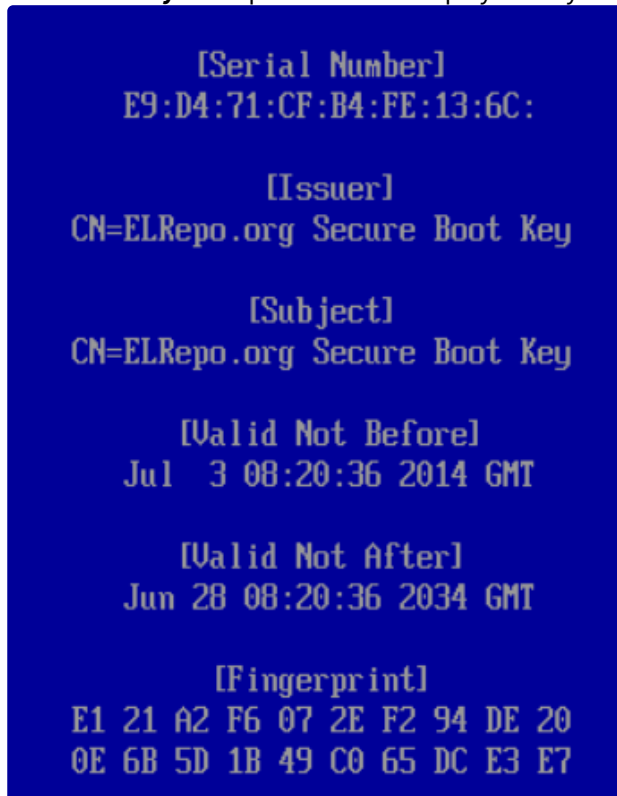 [Serial Number]
E9:D4:71:CF:B4:FE:13:6C:
[Issuer]
CN=ELRepo.org Secure Boot Key
[Subject]
CN=ELRepo.org Secure Boot Key
[Valid Not Before]
Jul  3 08:20:36 2014 GMT
[Valid Not After]
Jun 28 08:20:36 2034 GMT
[Fingerprint]
E1 21 A2 F6 07 2E F2 94 DE 20
0E 6B 5D 1B 49 C0 65 DC E3 E7